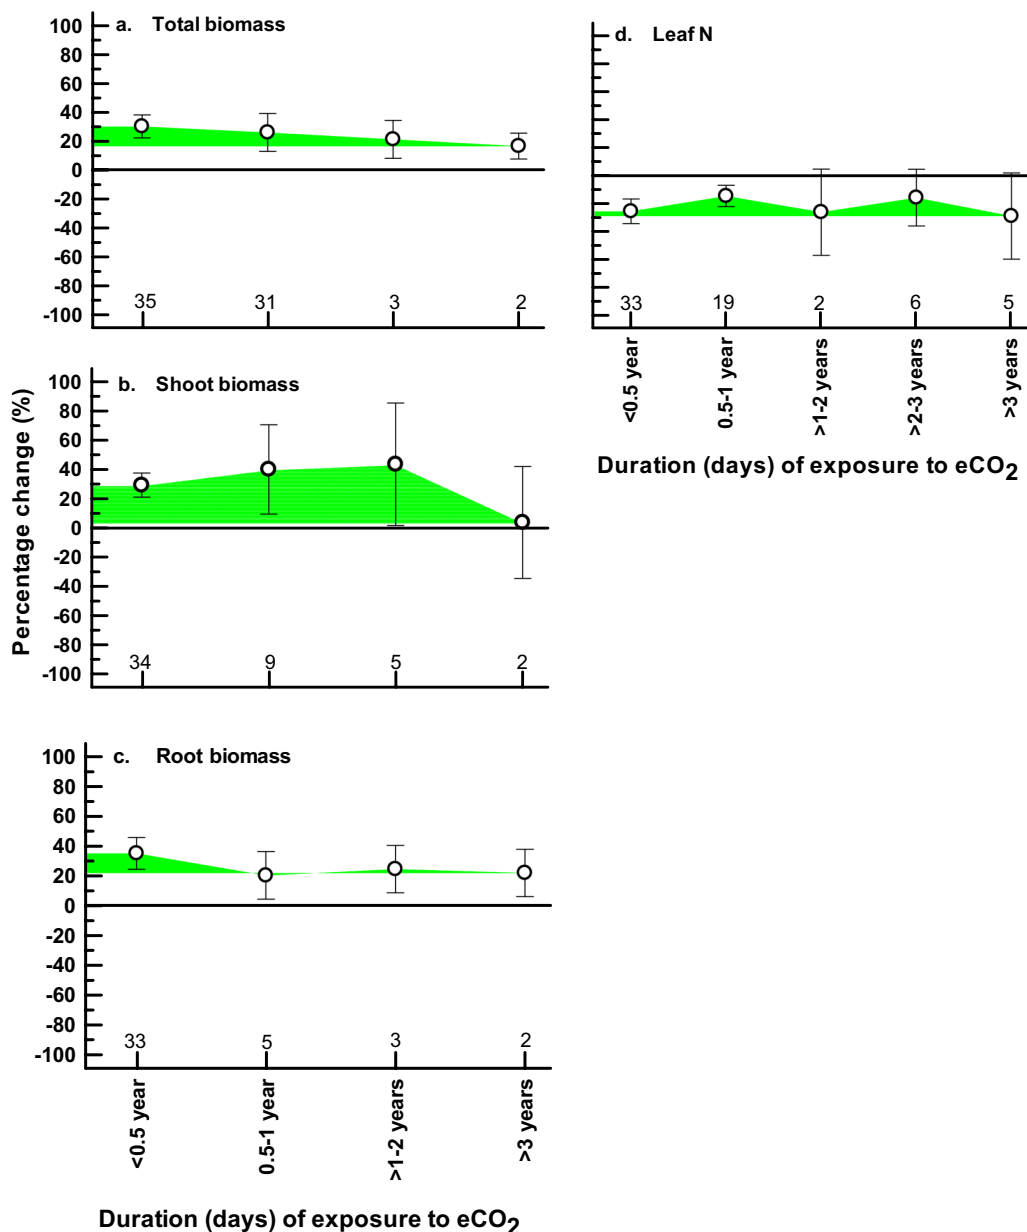 a. Total biomass
100
80
60
40
20
0
-20
-40
-60
-80
-100
35 31 3 2
b. Shoot biomass
100
80
60
40
20
0
-20
-40
-60
-80
-100
34 9 5 2
Percentage change (%)
c. Root biomass
100
80
60
40
20
0
-20
-40
-60
-80
-100
33 5 3 2
<0.5 year
0.5-1 year
>1-2 years
>3 years
Duration (days) of exposure to eCO2
d. Leaf N
33 19 2 6 5
<0.5 year
0.5-1 year
>1-2 years
>2-3 years
>3 years
Duration (days) of exposure to eCO2